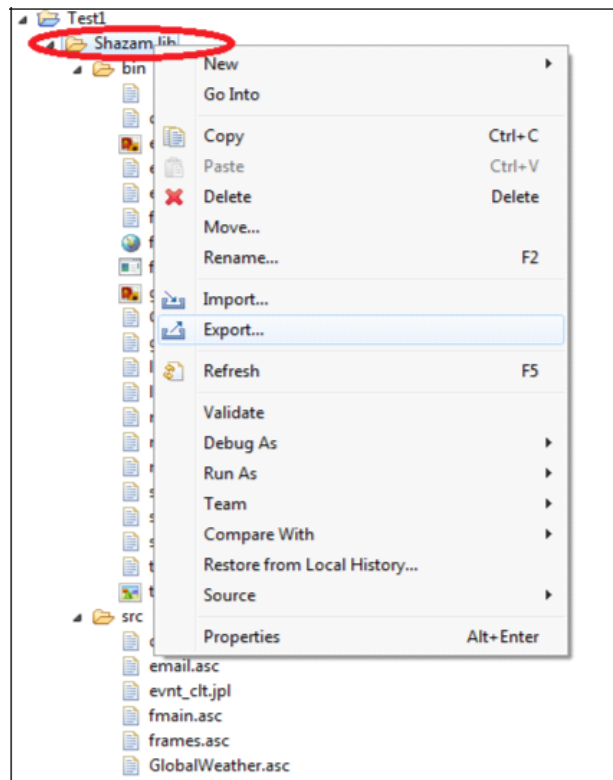 Test1
Shazam.lib
bin
New
Go Into
Copy Ctrl+C
Paste Ctrl+V
Delete Delete
Move...
Rename... F2
Import...
Export...
Refresh F5
Validate
Debug As
Run As
Team
Compare With
Restore from Local History...
Source
Properties Alt+Enter
src
email.asc
evnt_clt.jpl
fmain.asc
frames.asc
GlobalWeather.asc